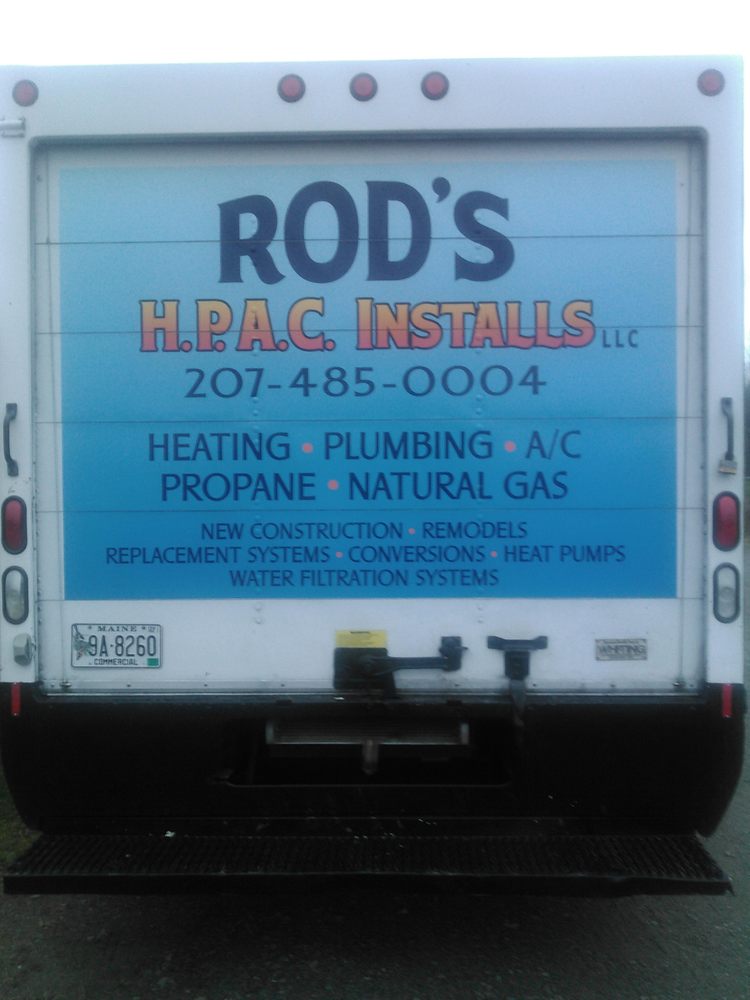 ROD'S
H.P.A.C. INSTALLS LLC
207-485-0004
HEATING • PLUMBING • A/C
PROPANE • NATURAL GAS
NEW CONSTRUCTION • REMODELS
REPLACEMENT SYSTEMS • CONVERSIONS • HEAT PUMPS
WATER FILTRATION SYSTEMS
MAINE
9A-8260
COMMERCIAL
WHITING